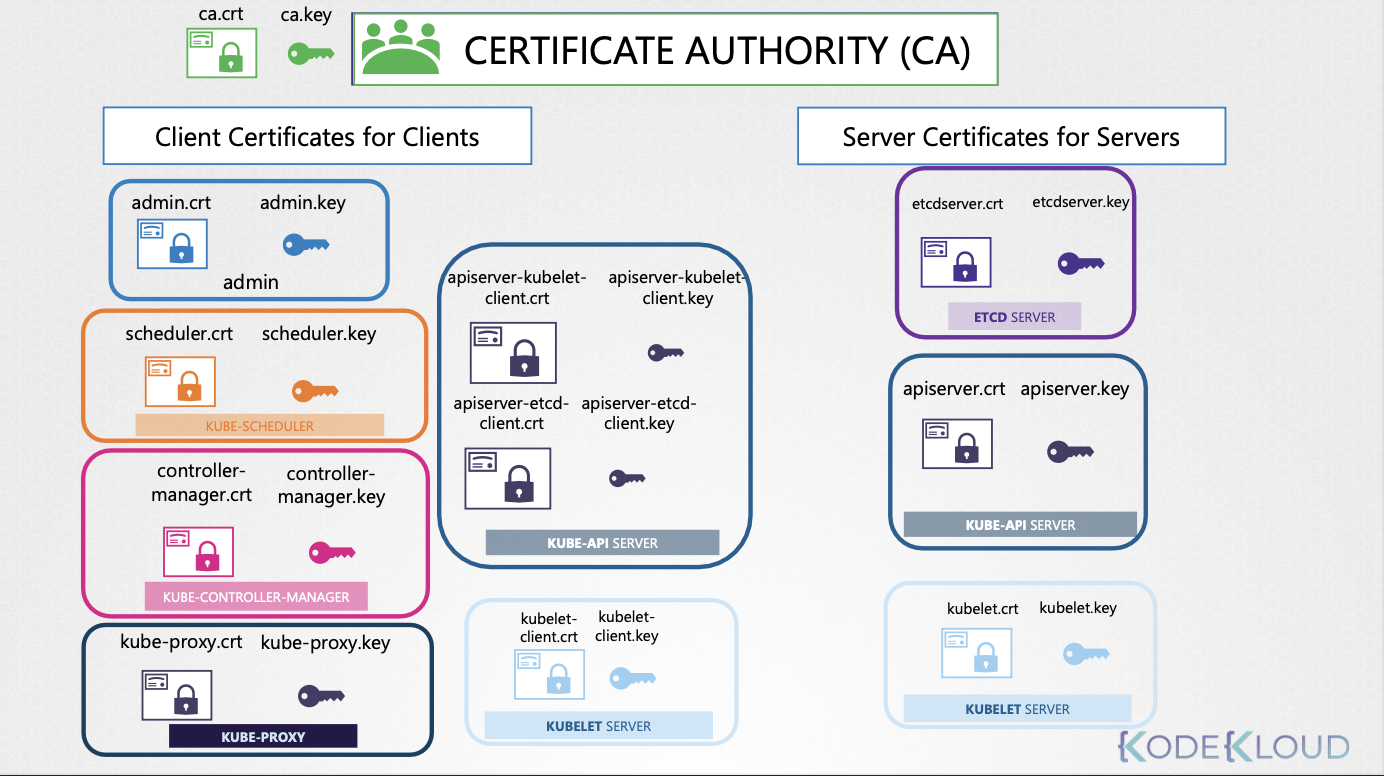 ca.crt
ca.key
CERTIFICATE AUTHORITY (CA)
Client Certificates for Clients
admin.crt
admin.key
admin
scheduler.crt
scheduler.key
KUBE-SCHEDULER
controller-
manager.crt
controller-
manager.key
KUBE-CONTROLLER-MANAGER
kube-proxy.crt
kube-proxy.key
KUBE-PROXY
apiserver-kubelet-
client.crt
apiserver-kubelet-
client.key
apiserver-etcd-
client.crt
apiserver-etcd-
client.key
KUBE-API SERVER
kubelet-
client.crt
kubelet-
client.key
KUBELET SERVER
Server Certificates for Servers
etcdserver.crt
etcdserver.key
ETCD SERVER
apiserver.crt
apiserver.key
KUBE-API SERVER
kubelet.crt
kubelet.key
KUBELET SERVER
KODEKLOUD